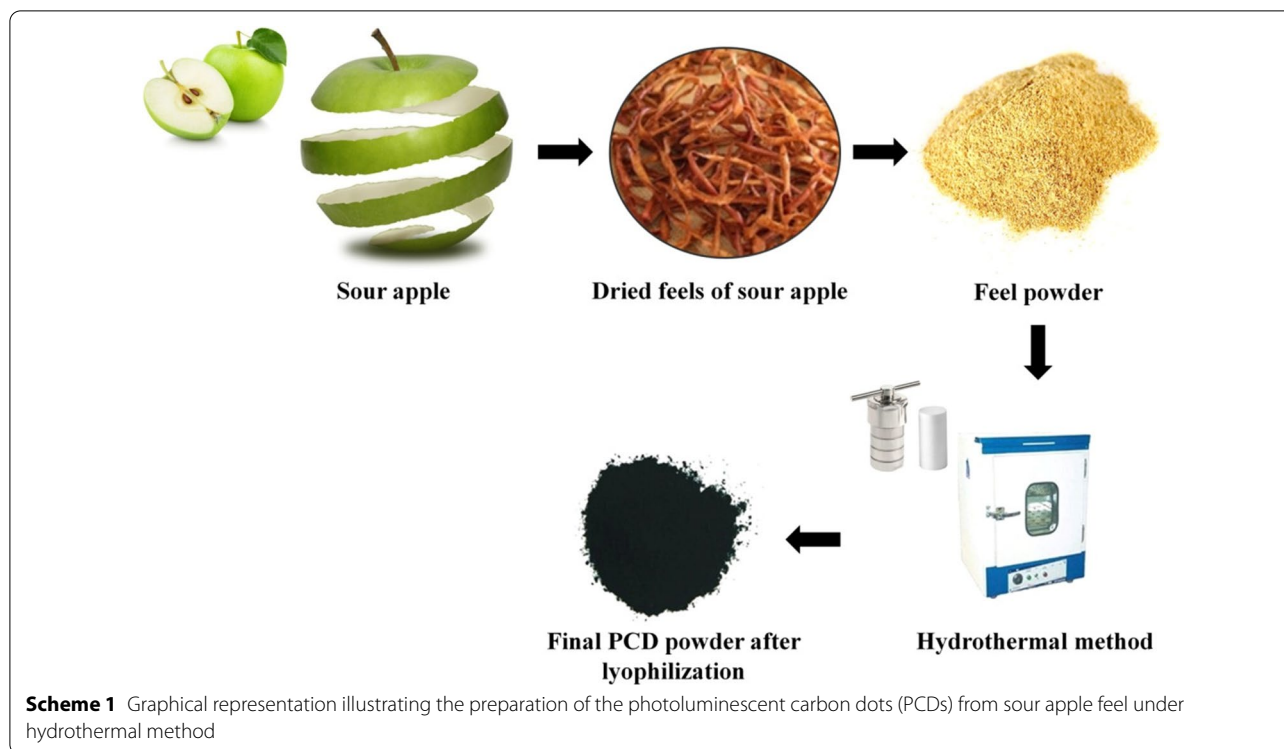 Sour apple
Dried feels of sour apple
Feel powder
Hydrothermal method
Final PCD powder after
lyophilization
Scheme 1 Graphical representation illustrating the preparation of the photoluminescent carbon dots (PCDs) from sour apple feel under
hydrothermal method